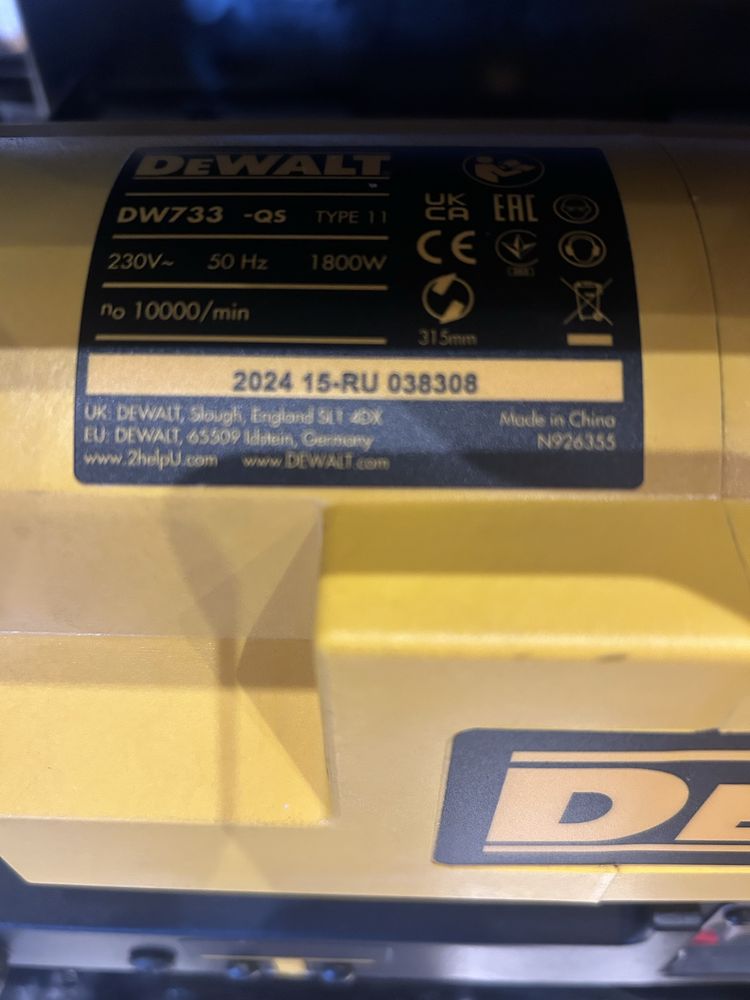 DEWALT
DW733 -QS TYPE 11
230V~ 50 Hz 1800W
no 10000/min
UK CA EAC
CE
315mm
2024 15-RU 038308
UK: DEWALT, Slough, England SL1 4DX
EU: DEWALT, 65509 Idstein, Germany
www.2helpU.com www.DEWALT.com
Made in China
N926355
DE